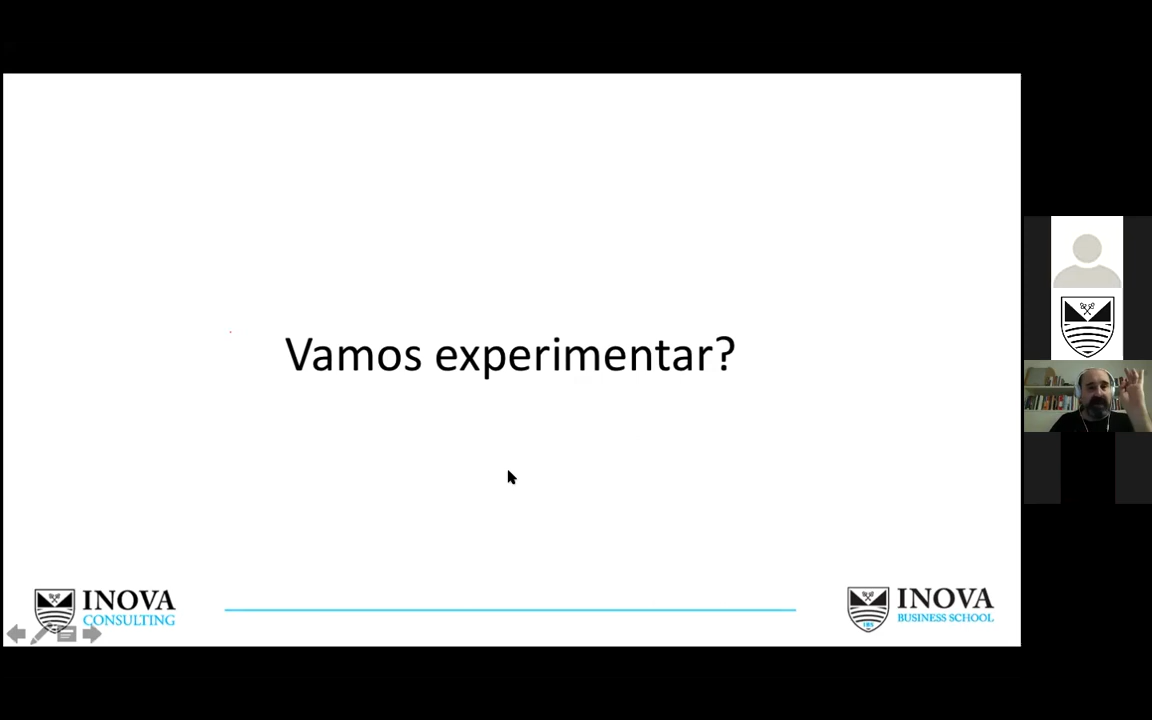 Vamos experimentar?
INOVA
CONSULTING
INOVA
BUSINESS SCHOOL